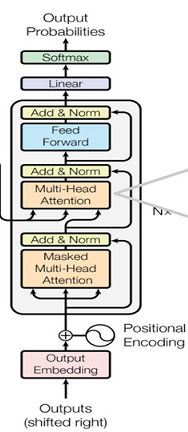 Output
Probabilities
Softmax
Linear
Add & Norm
Feed
Forward
Add & Norm
Multi-Head
Attention
N×
Add & Norm
Masked
Multi-Head
Attention
Positional
Encoding
Output
Embedding
Outputs
(shifted right)